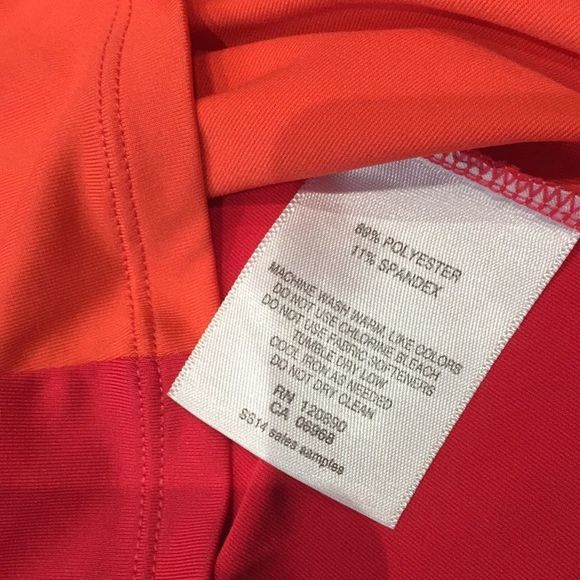 89% POLYESTER
11% SPANDEX
MACHINE WASH WARM, LIKE COLORS
DO NOT USE CHLORINE BLEACH
DO NOT USE FABRIC SOFTENERS
TUMBLE DRY LOW
COOL IRON AS NEEDED
DO NOT DRY CLEAN
RN 120890
CA 06968
SS14 sales samples